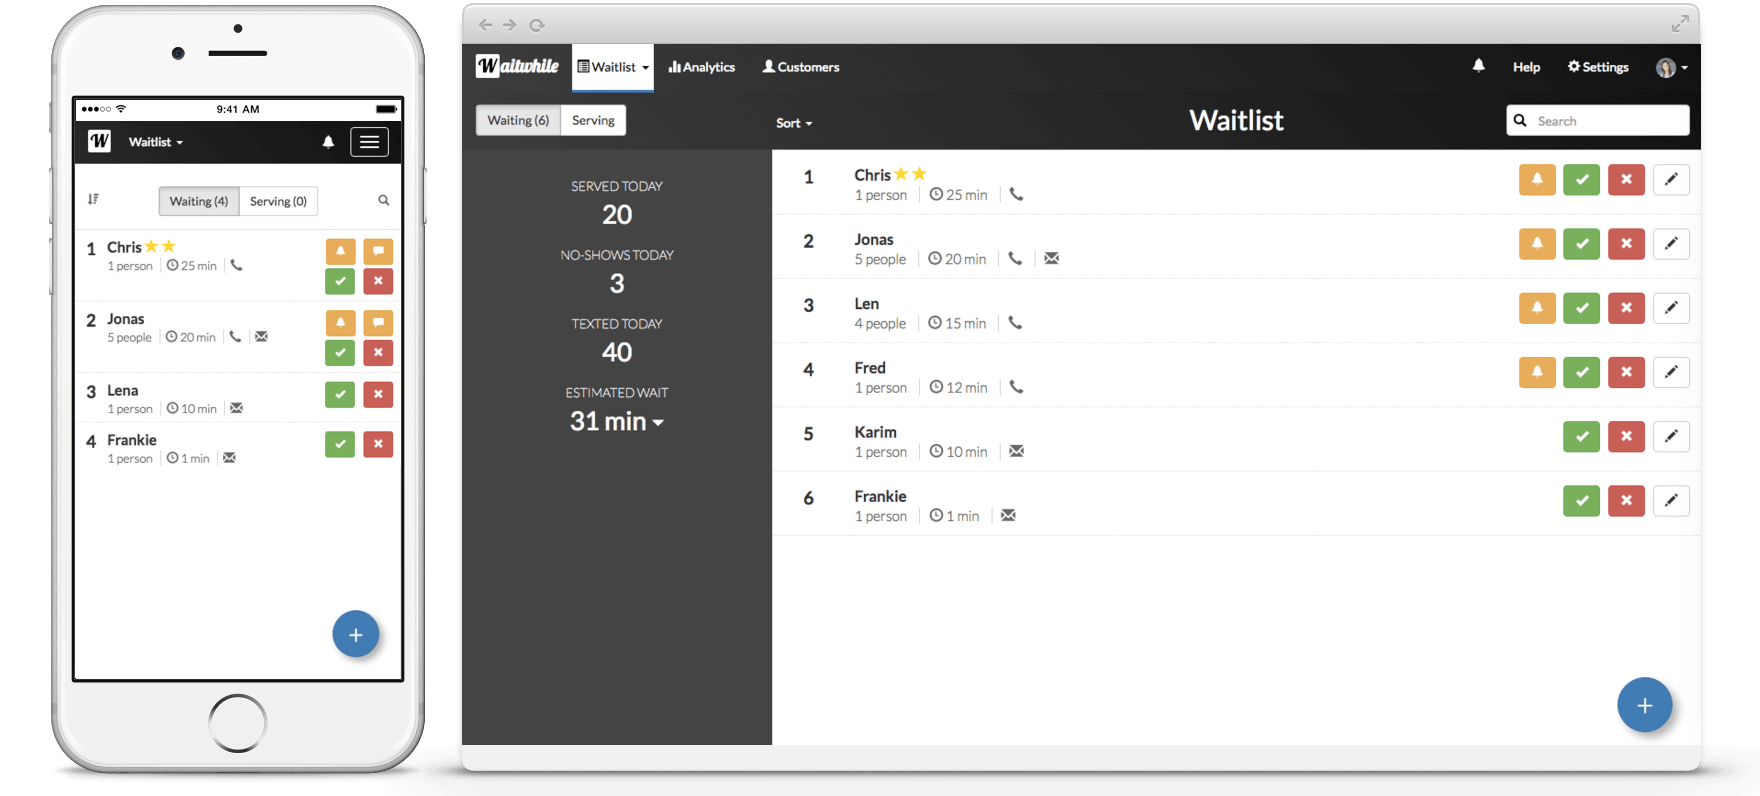 9:41 AM
W Waitlist
Waiting (4) Serving (0)
1 Chris
1 person 25 min
2 Jonas
5 people 20 min
3 Lena
1 person 10 min
4 Frankie
1 person 1 min
+
Waitwhile Waitlist Analytics Customers Help Settings
Waiting (6) Serving Sort Waitlist Search
SERVED TODAY
20
NO-SHOWS TODAY
3
TEXTED TODAY
40
ESTIMATED WAIT
31 min
1 Chris
1 person 25 min
2 Jonas
5 people 20 min
3 Len
4 people 15 min
4 Fred
1 person 12 min
5 Karim
1 person 10 min
6 Frankie
1 person 1 min
+